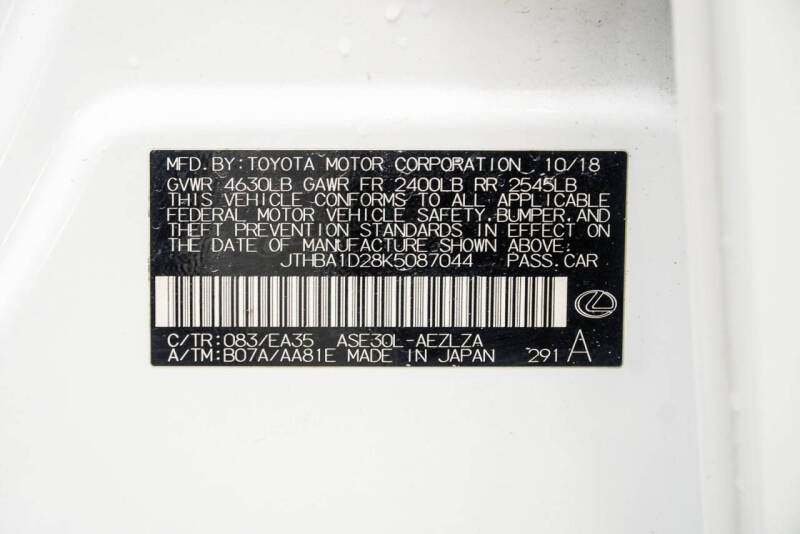 MFD. BY: TOYOTA MOTOR CORPORATION 10/18
GVWR 4630LB GAWR FR 2400LB RR 2545LB
THIS VEHICLE CONFORMS TO ALL APPLICABLE
FEDERAL MOTOR VEHICLE SAFETY, BUMPER, AND
THEFT PREVENTION STANDARDS IN EFFECT ON
THE DATE OF MANUFACTURE SHOWN ABOVE.
JTHBA1D28K5087044 PASS. CAR
C/TR: 083/EA35 ASE30L-AEZLZA
A/TM: B07A/AA81E MADE IN JAPAN 291 A